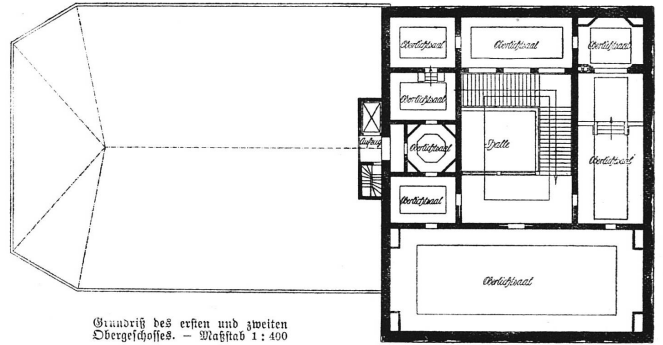 Oberlichtsaal
Oberlichtsaal
Oberlichtsaal
Oberlichtsaal
Aufzug
Oberlichtsaal
Halle
Oberlichtsaal
Oberlichtsaal
Oberlichtsaal
Grundriß des ersten und zweiten
Obergeschosses. — Maßstab 1 : 400